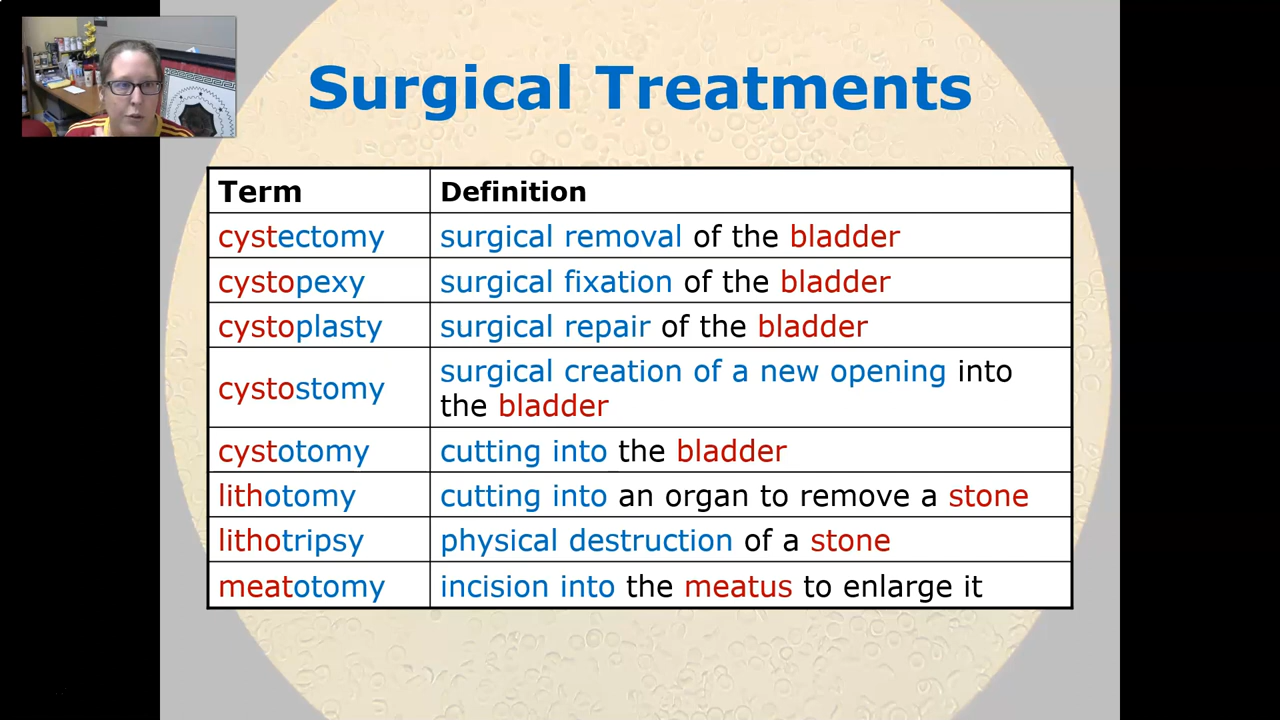 Surgical Treatments
Term Definition
cystectomy surgical removal of the bladder
cystopexy surgical fixation of the bladder
cystoplasty surgical repair of the bladder
cystostomy surgical creation of a new opening into
the bladder
cystotomy cutting into the bladder
lithotomy cutting into an organ to remove a stone
lithotripsy physical destruction of a stone
meatotomy incision into the meatus to enlarge it